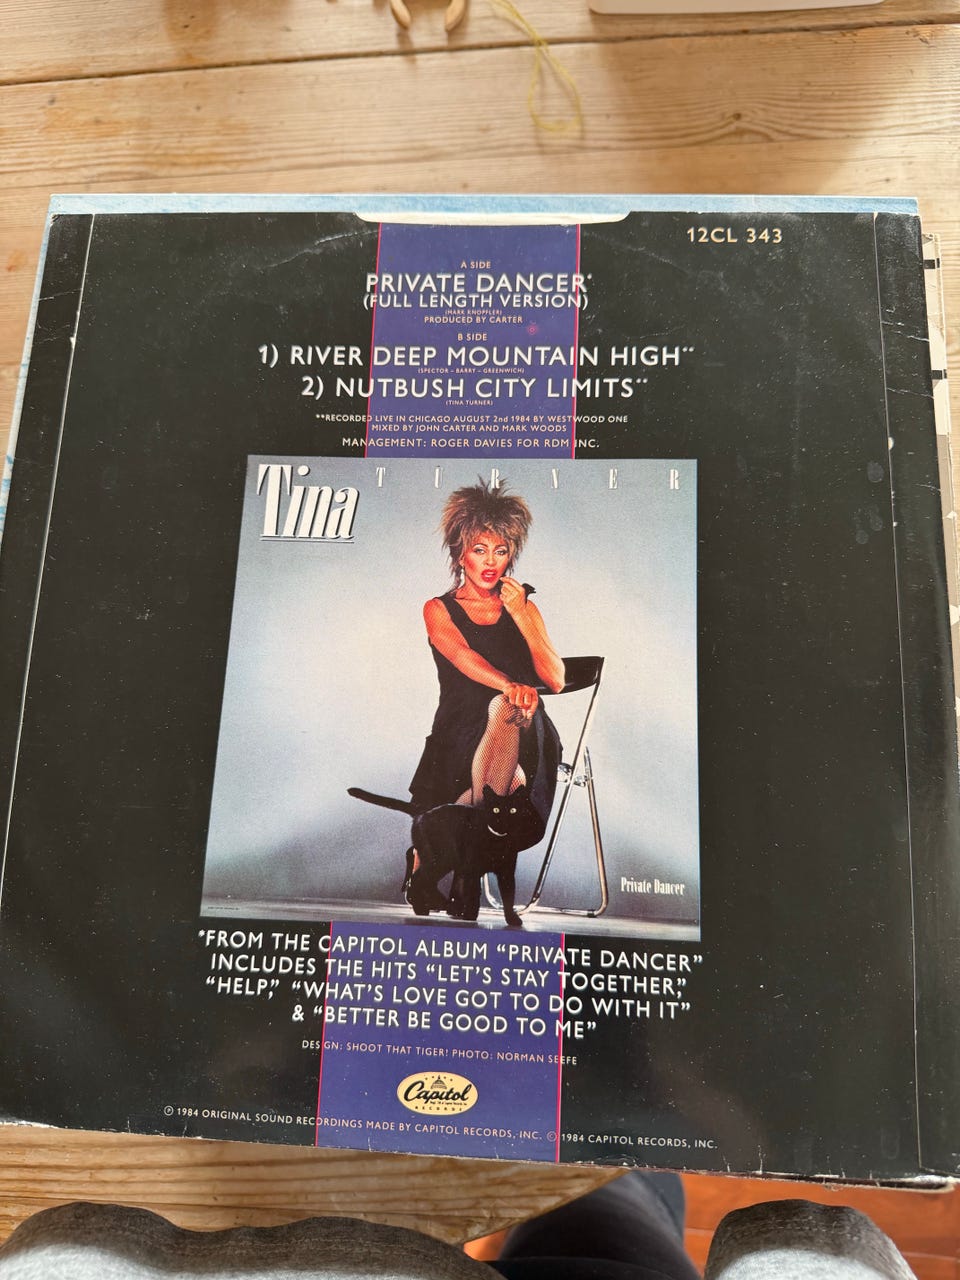 12CL 343
A SIDE
PRIVATE DANCER*
(FULL LENGTH VERSION)
(MARK KNOPFLER)
PRODUCED BY CARTER
B SIDE
1) RIVER DEEP MOUNTAIN HIGH**
(SPECTOR – BARRY – GREENWICH)
2) NUTBUSH CITY LIMITS**
(TINA TURNER)
**RECORDED LIVE IN CHICAGO AUGUST 2nd 1984 BY WESTWOOD ONE
MIXED BY JOHN CARTER AND MARK WOODS
MANAGEMENT: ROGER DAVIES FOR RDM INC.
Tina TURNER
Private Dancer
*FROM THE CAPITOL ALBUM “PRIVATE DANCER”
INCLUDES THE HITS “LET'S STAY TOGETHER,”
“HELP,” “WHAT'S LOVE GOT TO DO WITH IT”
& “BETTER BE GOOD TO ME”
DESIGN: SHOOT THAT TIGER! PHOTO: NORMAN SEEFE
Capitol
RECORDS
℗ 1984 ORIGINAL SOUND RECORDINGS MADE BY CAPITOL RECORDS, INC. © 1984 CAPITOL RECORDS, INC.